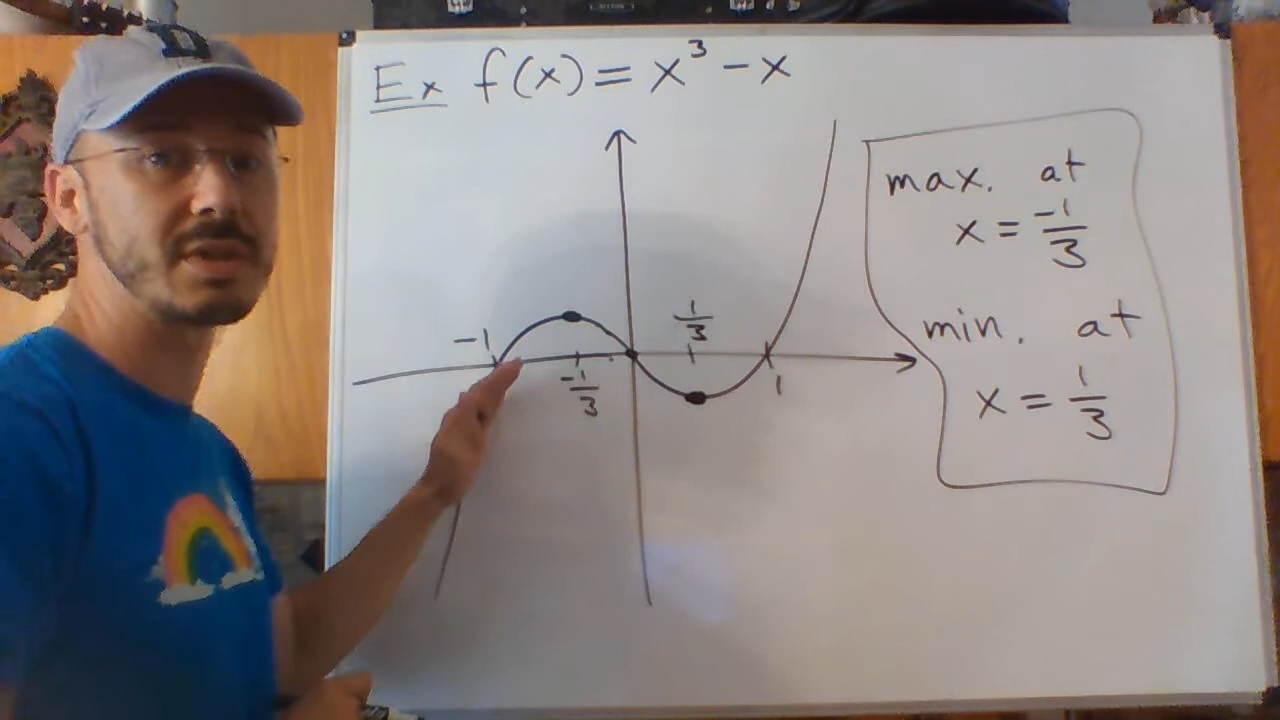 Ex f(x) = x³ - x
max. at
x = -1/3
min. at
x = 1/3
-1
-1/3
1/3
1